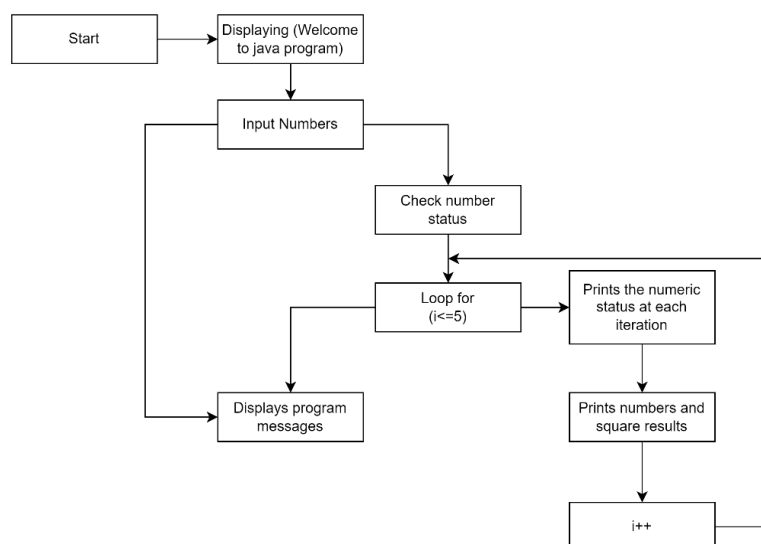 Start
Displaying (Welcome
to java program)
Input Numbers
Check number
status
Loop for
(i<=5)
Prints the numeric
status at each
iteration
Displays program
messages
Prints numbers and
square results
i++